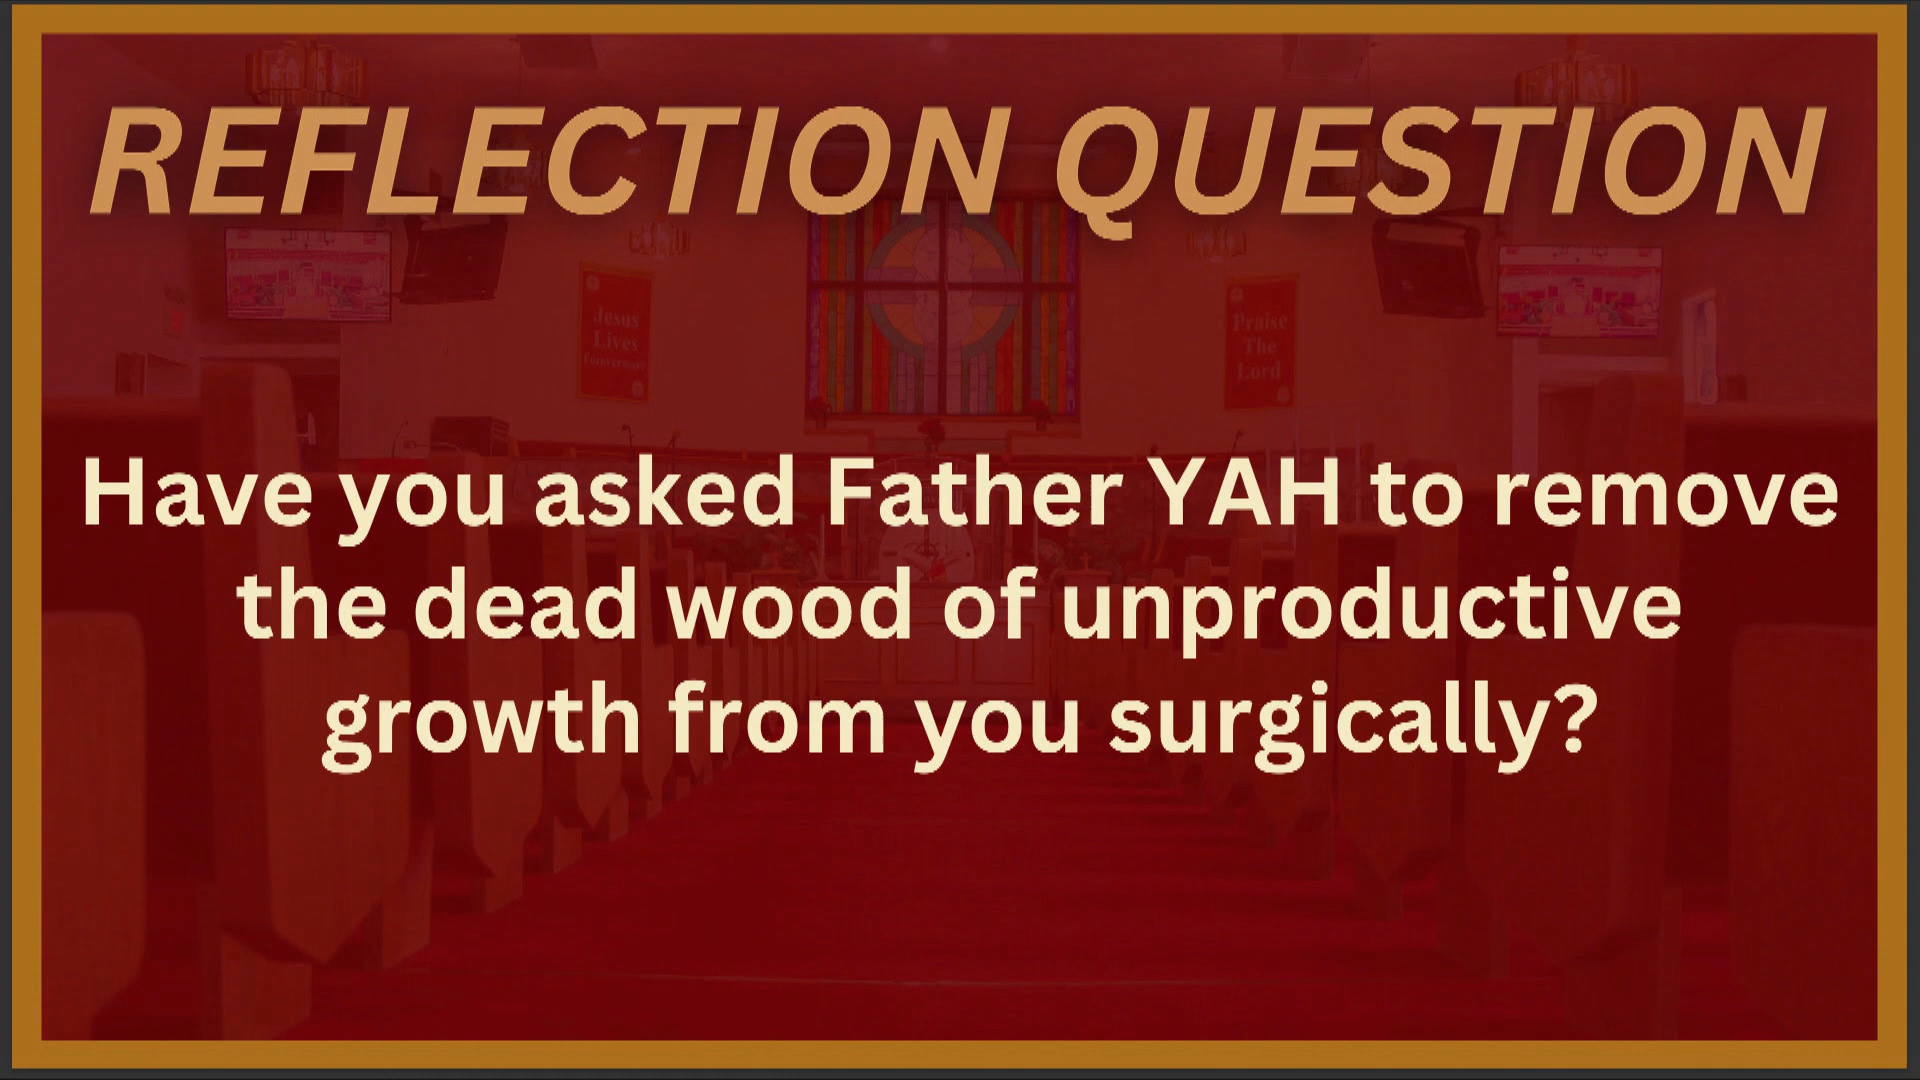 REFLECTION QUESTION
Jesus
Lives
Forevermore
Praise
The
Lord
Have you asked Father YAH to remove
the dead wood of unproductive
growth from you surgically?